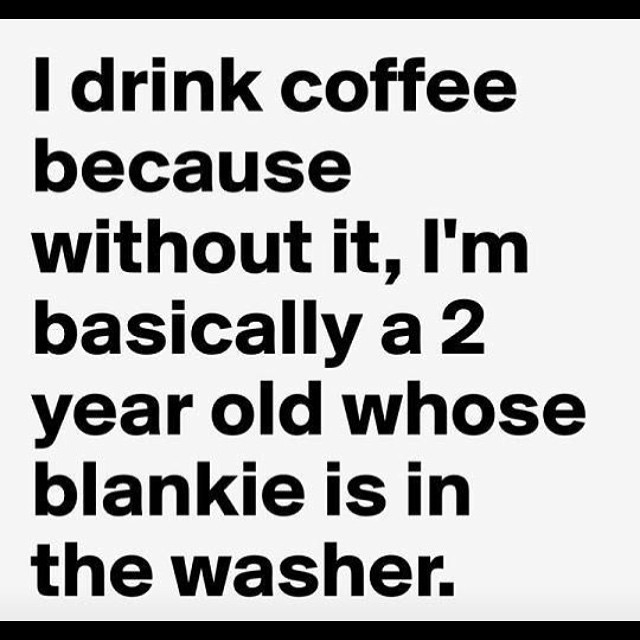 I drink coffee
because
without it, I'm
basically a 2
year old whose
blankie is in
the washer.